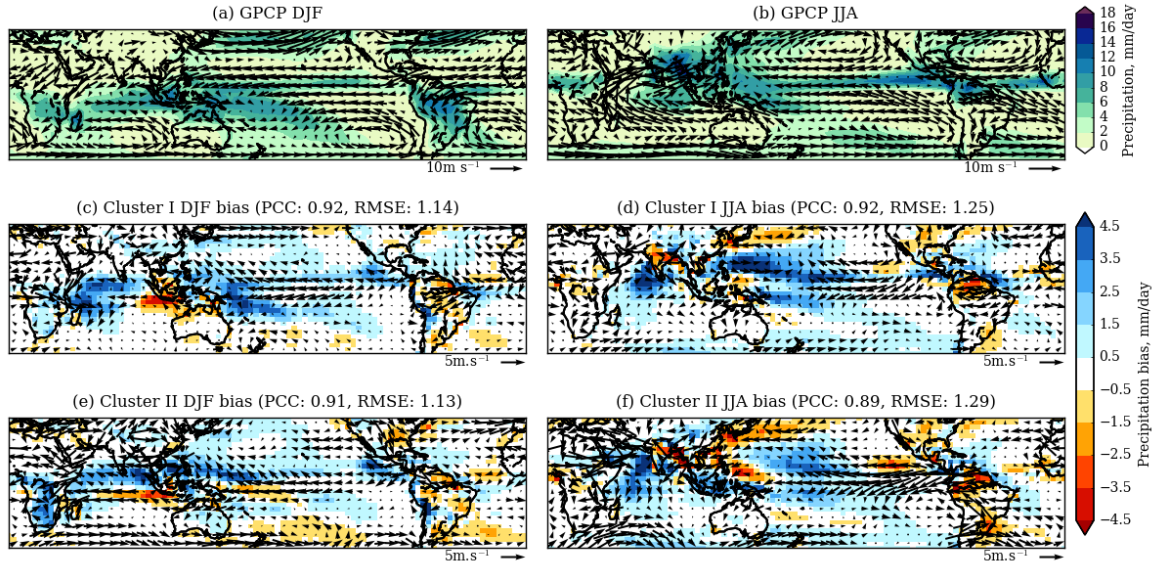 (a) GPCP DJF
(b) GPCP JJA
18
16
14
12
10
8
6
4
2
0
Precipitation, mm/day
10m s⁻¹
10m s⁻¹
(c) Cluster I DJF bias (PCC: 0.92, RMSE: 1.14)
(d) Cluster I JJA bias (PCC: 0.92, RMSE: 1.25)
5m.s⁻¹
5m.s⁻¹
4.5
3.5
2.5
1.5
0.5
−0.5
−1.5
−2.5
−3.5
−4.5
Precipitation bias, mm/day
(e) Cluster II DJF bias (PCC: 0.91, RMSE: 1.13)
(f) Cluster II JJA bias (PCC: 0.89, RMSE: 1.29)
5m.s⁻¹
5m.s⁻¹